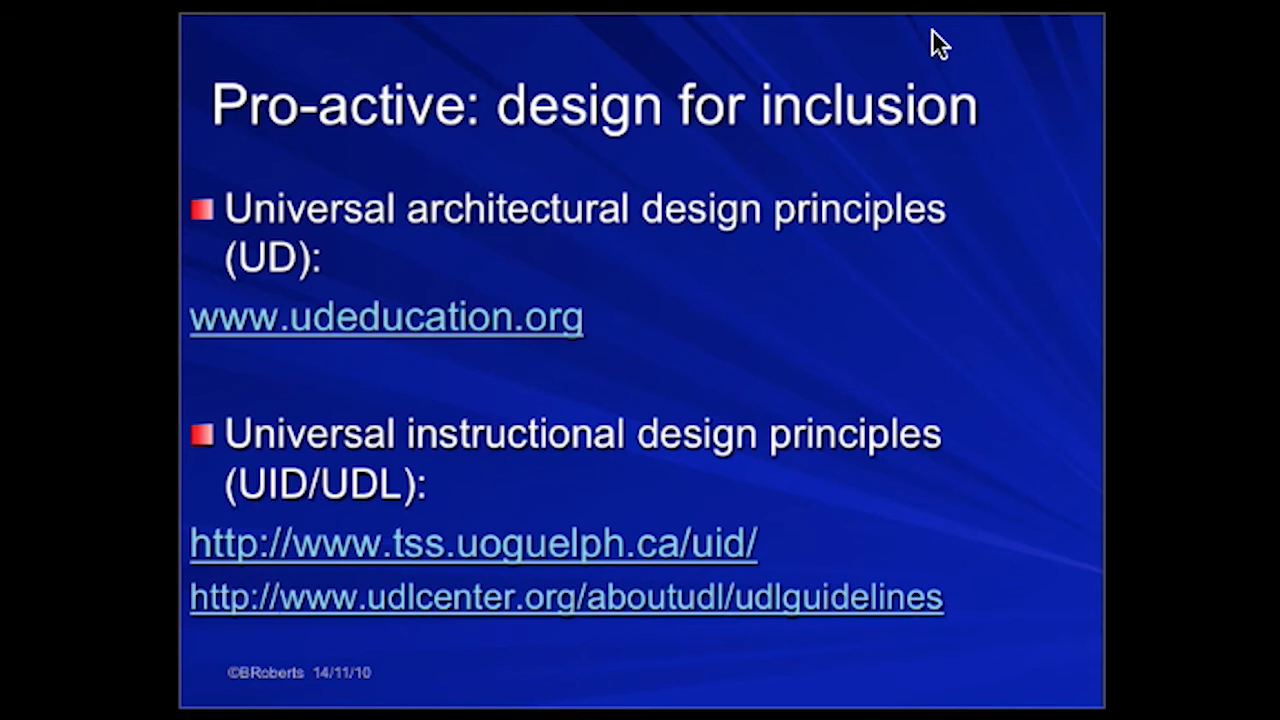 Pro-active: design for inclusion
Universal architectural design principles
(UD):
www.udeducation.org
Universal instructional design principles
(UID/UDL):
http://www.tss.uoguelph.ca/uid/
http://www.udlcenter.org/aboutudl/udlguidelines
©BRoberts 14/11/10